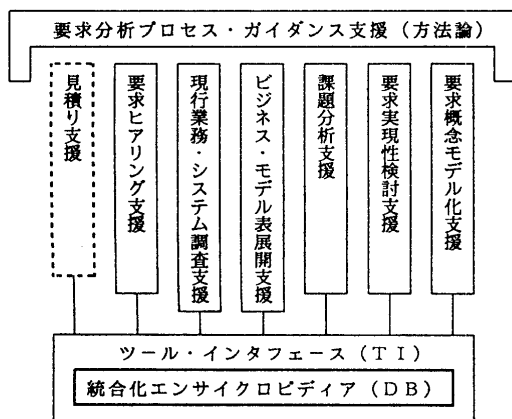 要求分析プロセス・ガイダンス支援（方法論）
見積り支援
要求ヒアリング支援
現行業務・システム調査支援
ビジネス・モデル表展開支援
課題分析支援
要求実現性検討支援
要求概念モデル化支援
ツール・インタフェース（ＴＩ）
統合化エンサイクロピディア（ＤＢ）